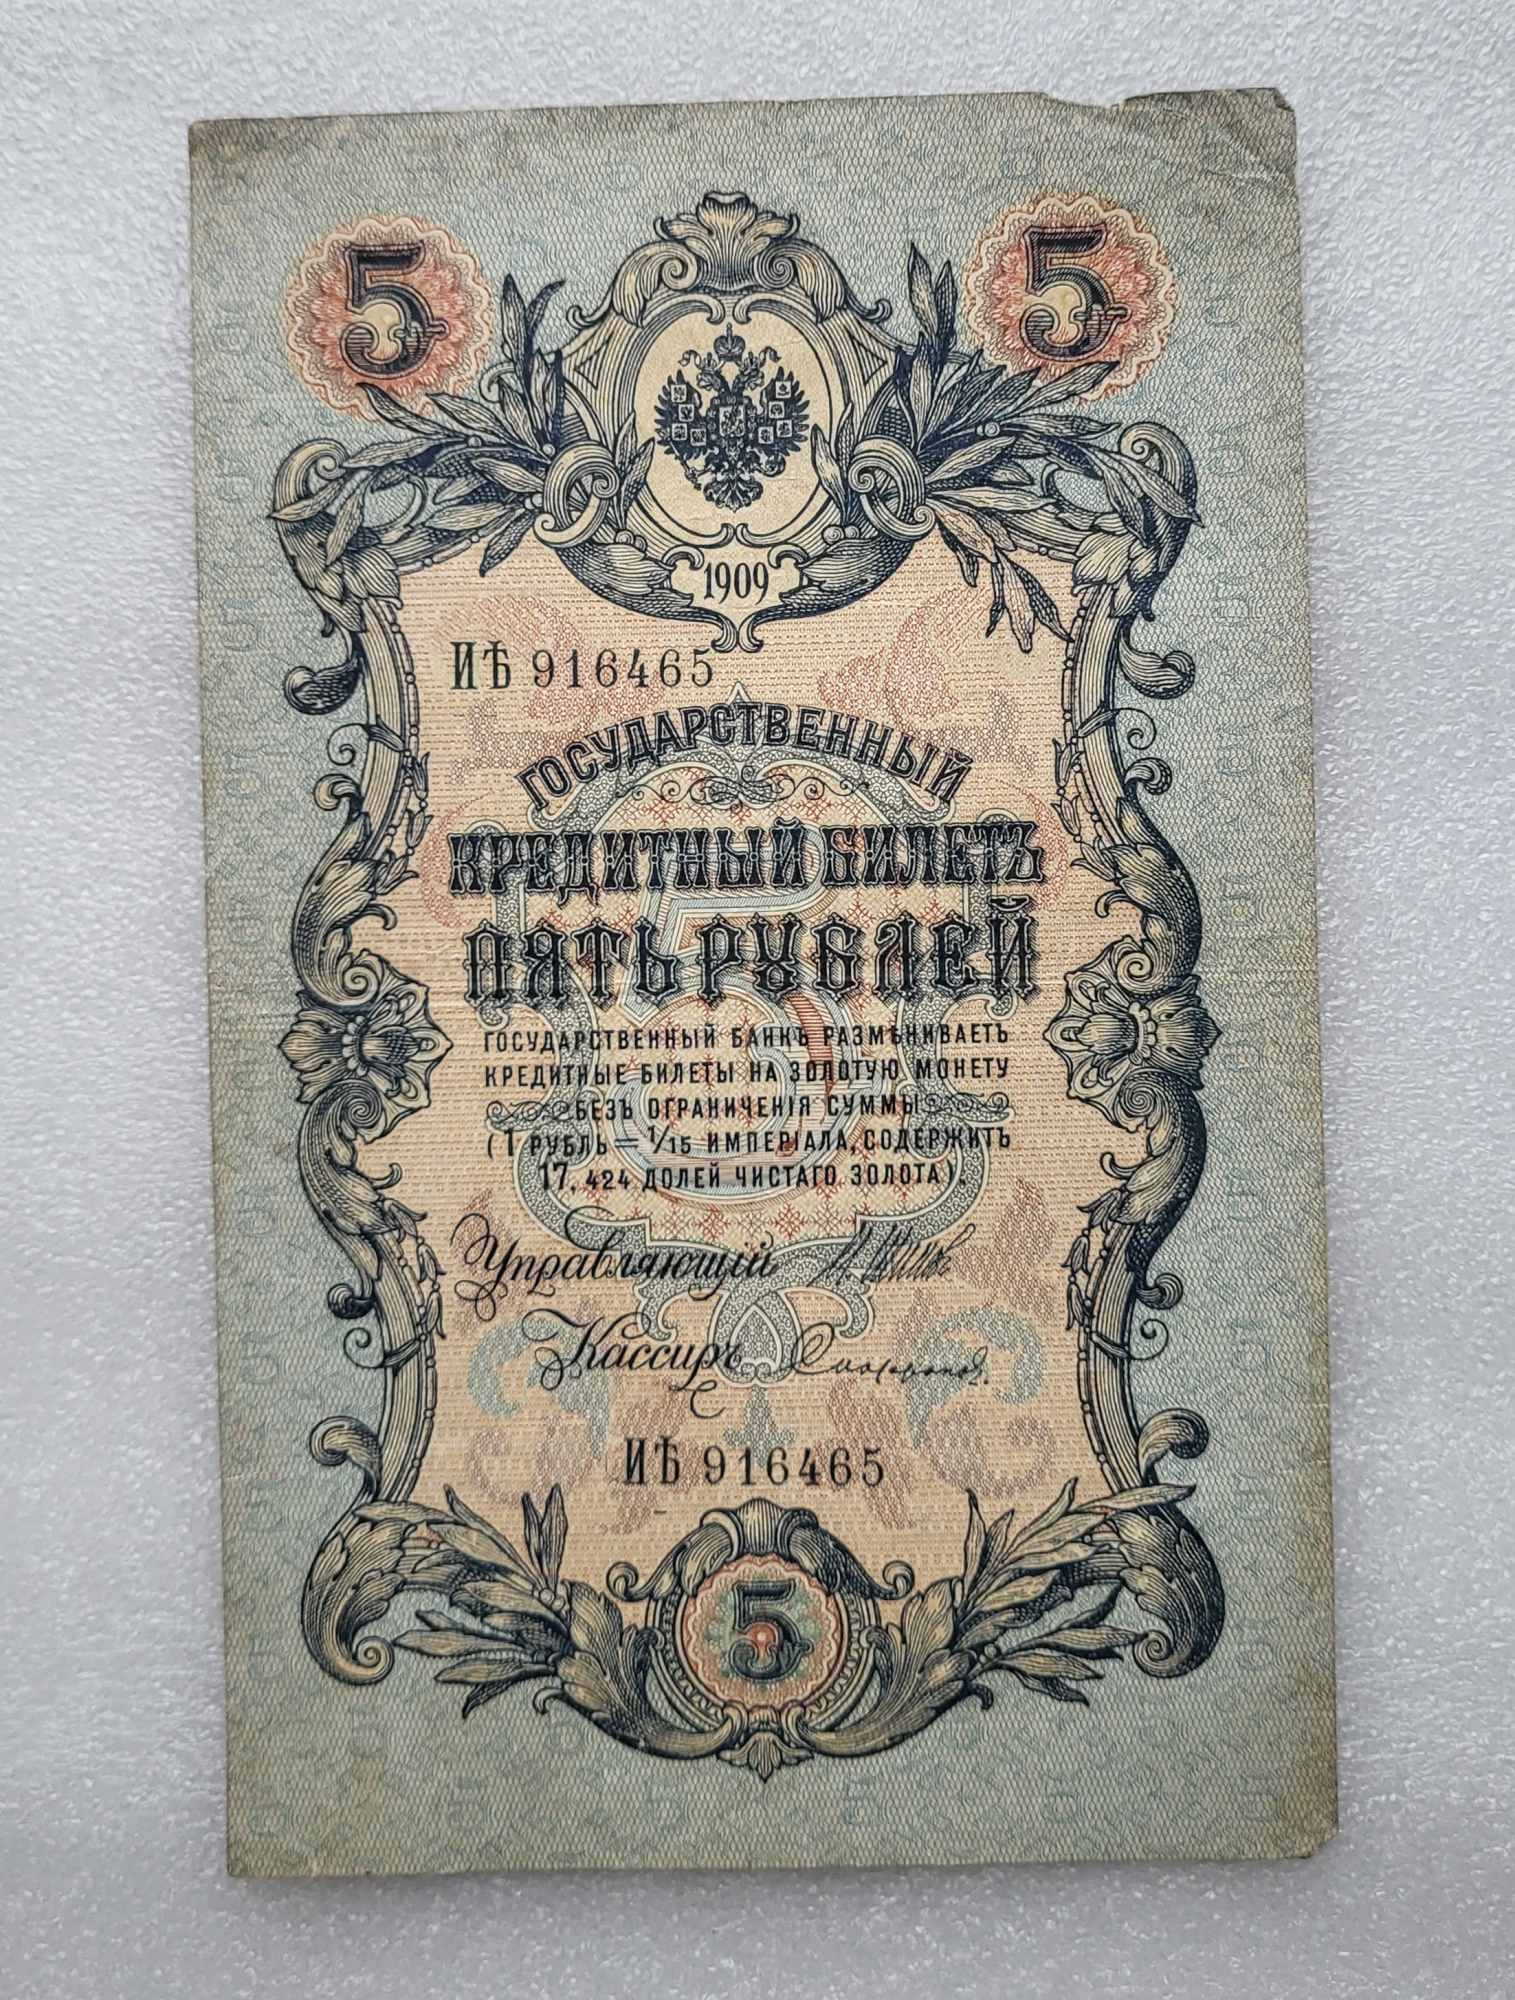 5 5
1909
ИѢ 916465
ГОСУДАРСТВЕННЫЙ
КРЕДИТНЫЙ БИЛЕТЪ
ПЯТЬ РУБЛЕЙ
ГОСУДАРСТВЕННЫЙ БАНКЪ РАЗМѢНИВАЕТЪ
КРЕДИТНЫЕ БИЛЕТЫ НА ЗОЛОТУЮ МОНЕТУ
БЕЗЪ ОГРАНИЧЕНІЯ СУММЫ
(1 РУБЛЬ = 1/15 ИМПЕРІАЛА, СОДЕРЖИТЪ
17,424 ДОЛЕЙ ЧИСТАГО ЗОЛОТА).
Управляющій
Кассиръ
ИѢ 916465
5